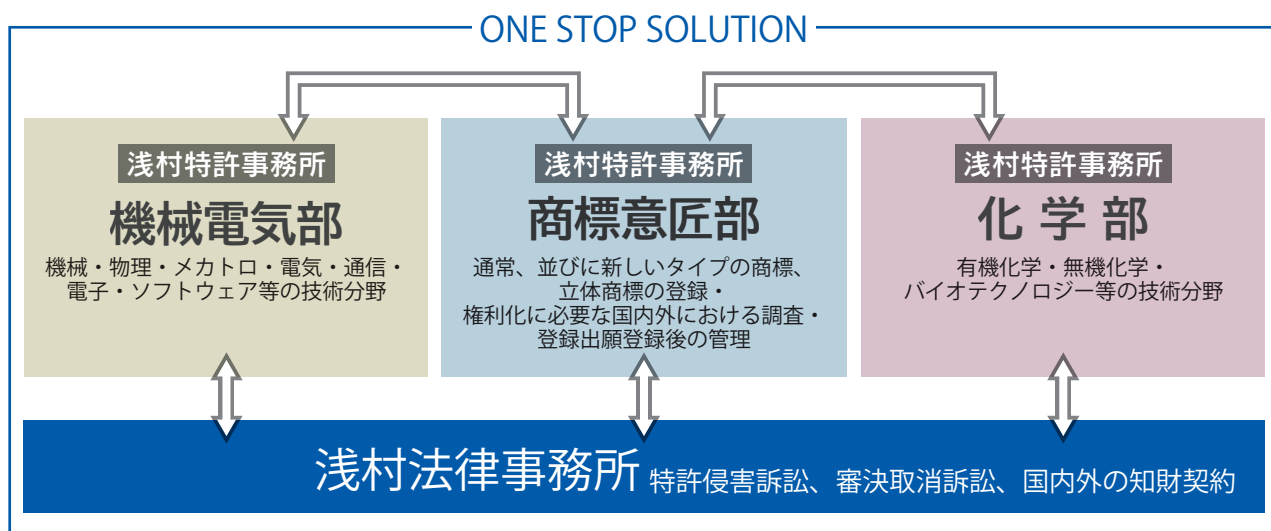 ONE STOP SOLUTION
浅村特許事務所
機械電気部
機械・物理・メカトロ・電気・通信・
電子・ソフトウェア等の技術分野
浅村特許事務所
商標意匠部
通常、並びに新しいタイプの商標、
立体商標の登録・
権利化に必要な国内外における調査・
登録出願登録後の管理
浅村特許事務所
化学部
有機化学・無機化学・
バイオテクノロジー等の技術分野
浅村法律事務所 特許侵害訴訟、審決取消訴訟、国内外の知財契約